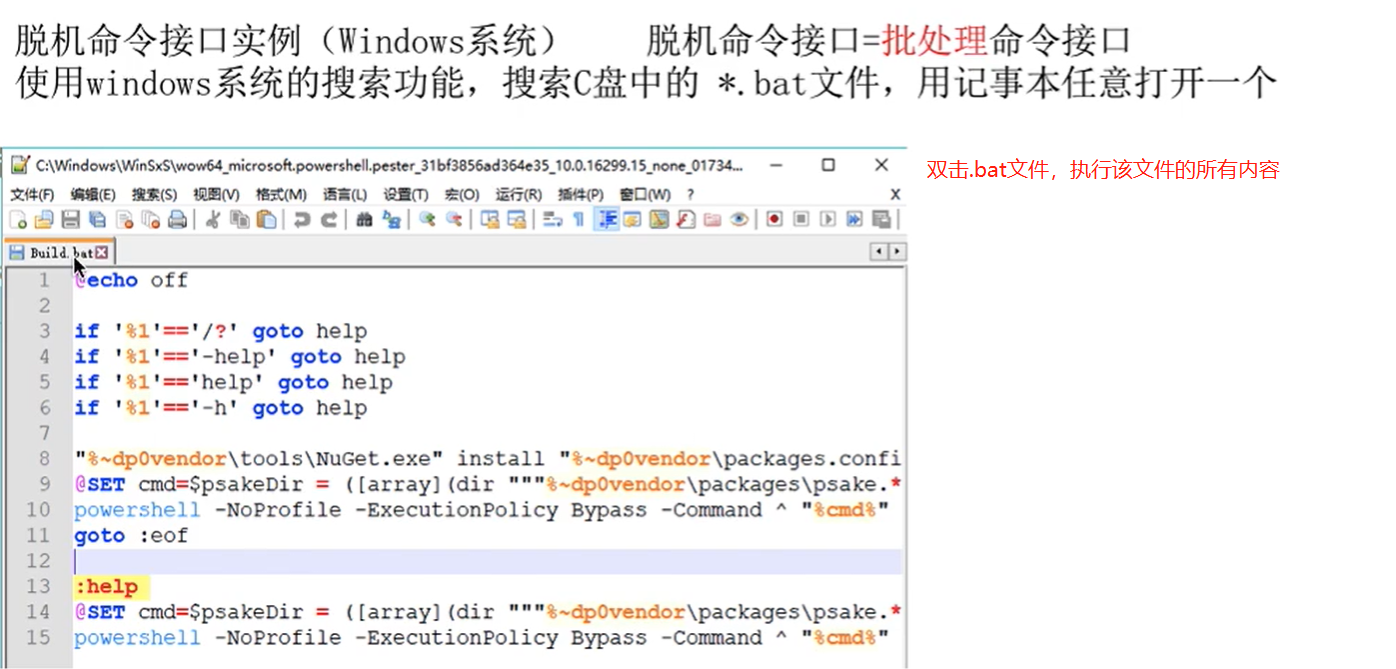 脱机命令接口实例（Windows系统） 脱机命令接口=批处理命令接口
使用windows系统的搜索功能，搜索C盘中的 *.bat文件，用记事本任意打开一个
C:\Windows\WinSxS\wow64_microsoft.powershell.pester_31bf3856ad364e35_10.0.16299.15_none_01734...
双击.bat文件，执行该文件的所有内容
文件(F) 编辑(E) 搜索(S) 视图(V) 格式(M) 语言(L) 设置(T) 宏(O) 运行(R) 插件(P) 窗口(W) ? X
Build.bat
1 @echo off
2
3 if '%1'=='/?' goto help
4 if '%1'=='-help' goto help
5 if '%1'=='help' goto help
6 if '%1'=='-h' goto help
7
8 "%~dp0vendor\tools\NuGet.exe" install "%~dp0vendor\packages.confi
9 @SET cmd=$psakeDir = ([array](dir """%~dp0vendor\packages\psake.*
10 powershell -NoProfile -ExecutionPolicy Bypass -Command ^ "%cmd%"
11 goto :eof
12
13 :help
14 @SET cmd=$psakeDir = ([array](dir """%~dp0vendor\packages\psake.*
15 powershell -NoProfile -ExecutionPolicy Bypass -Command ^ "%cmd%"